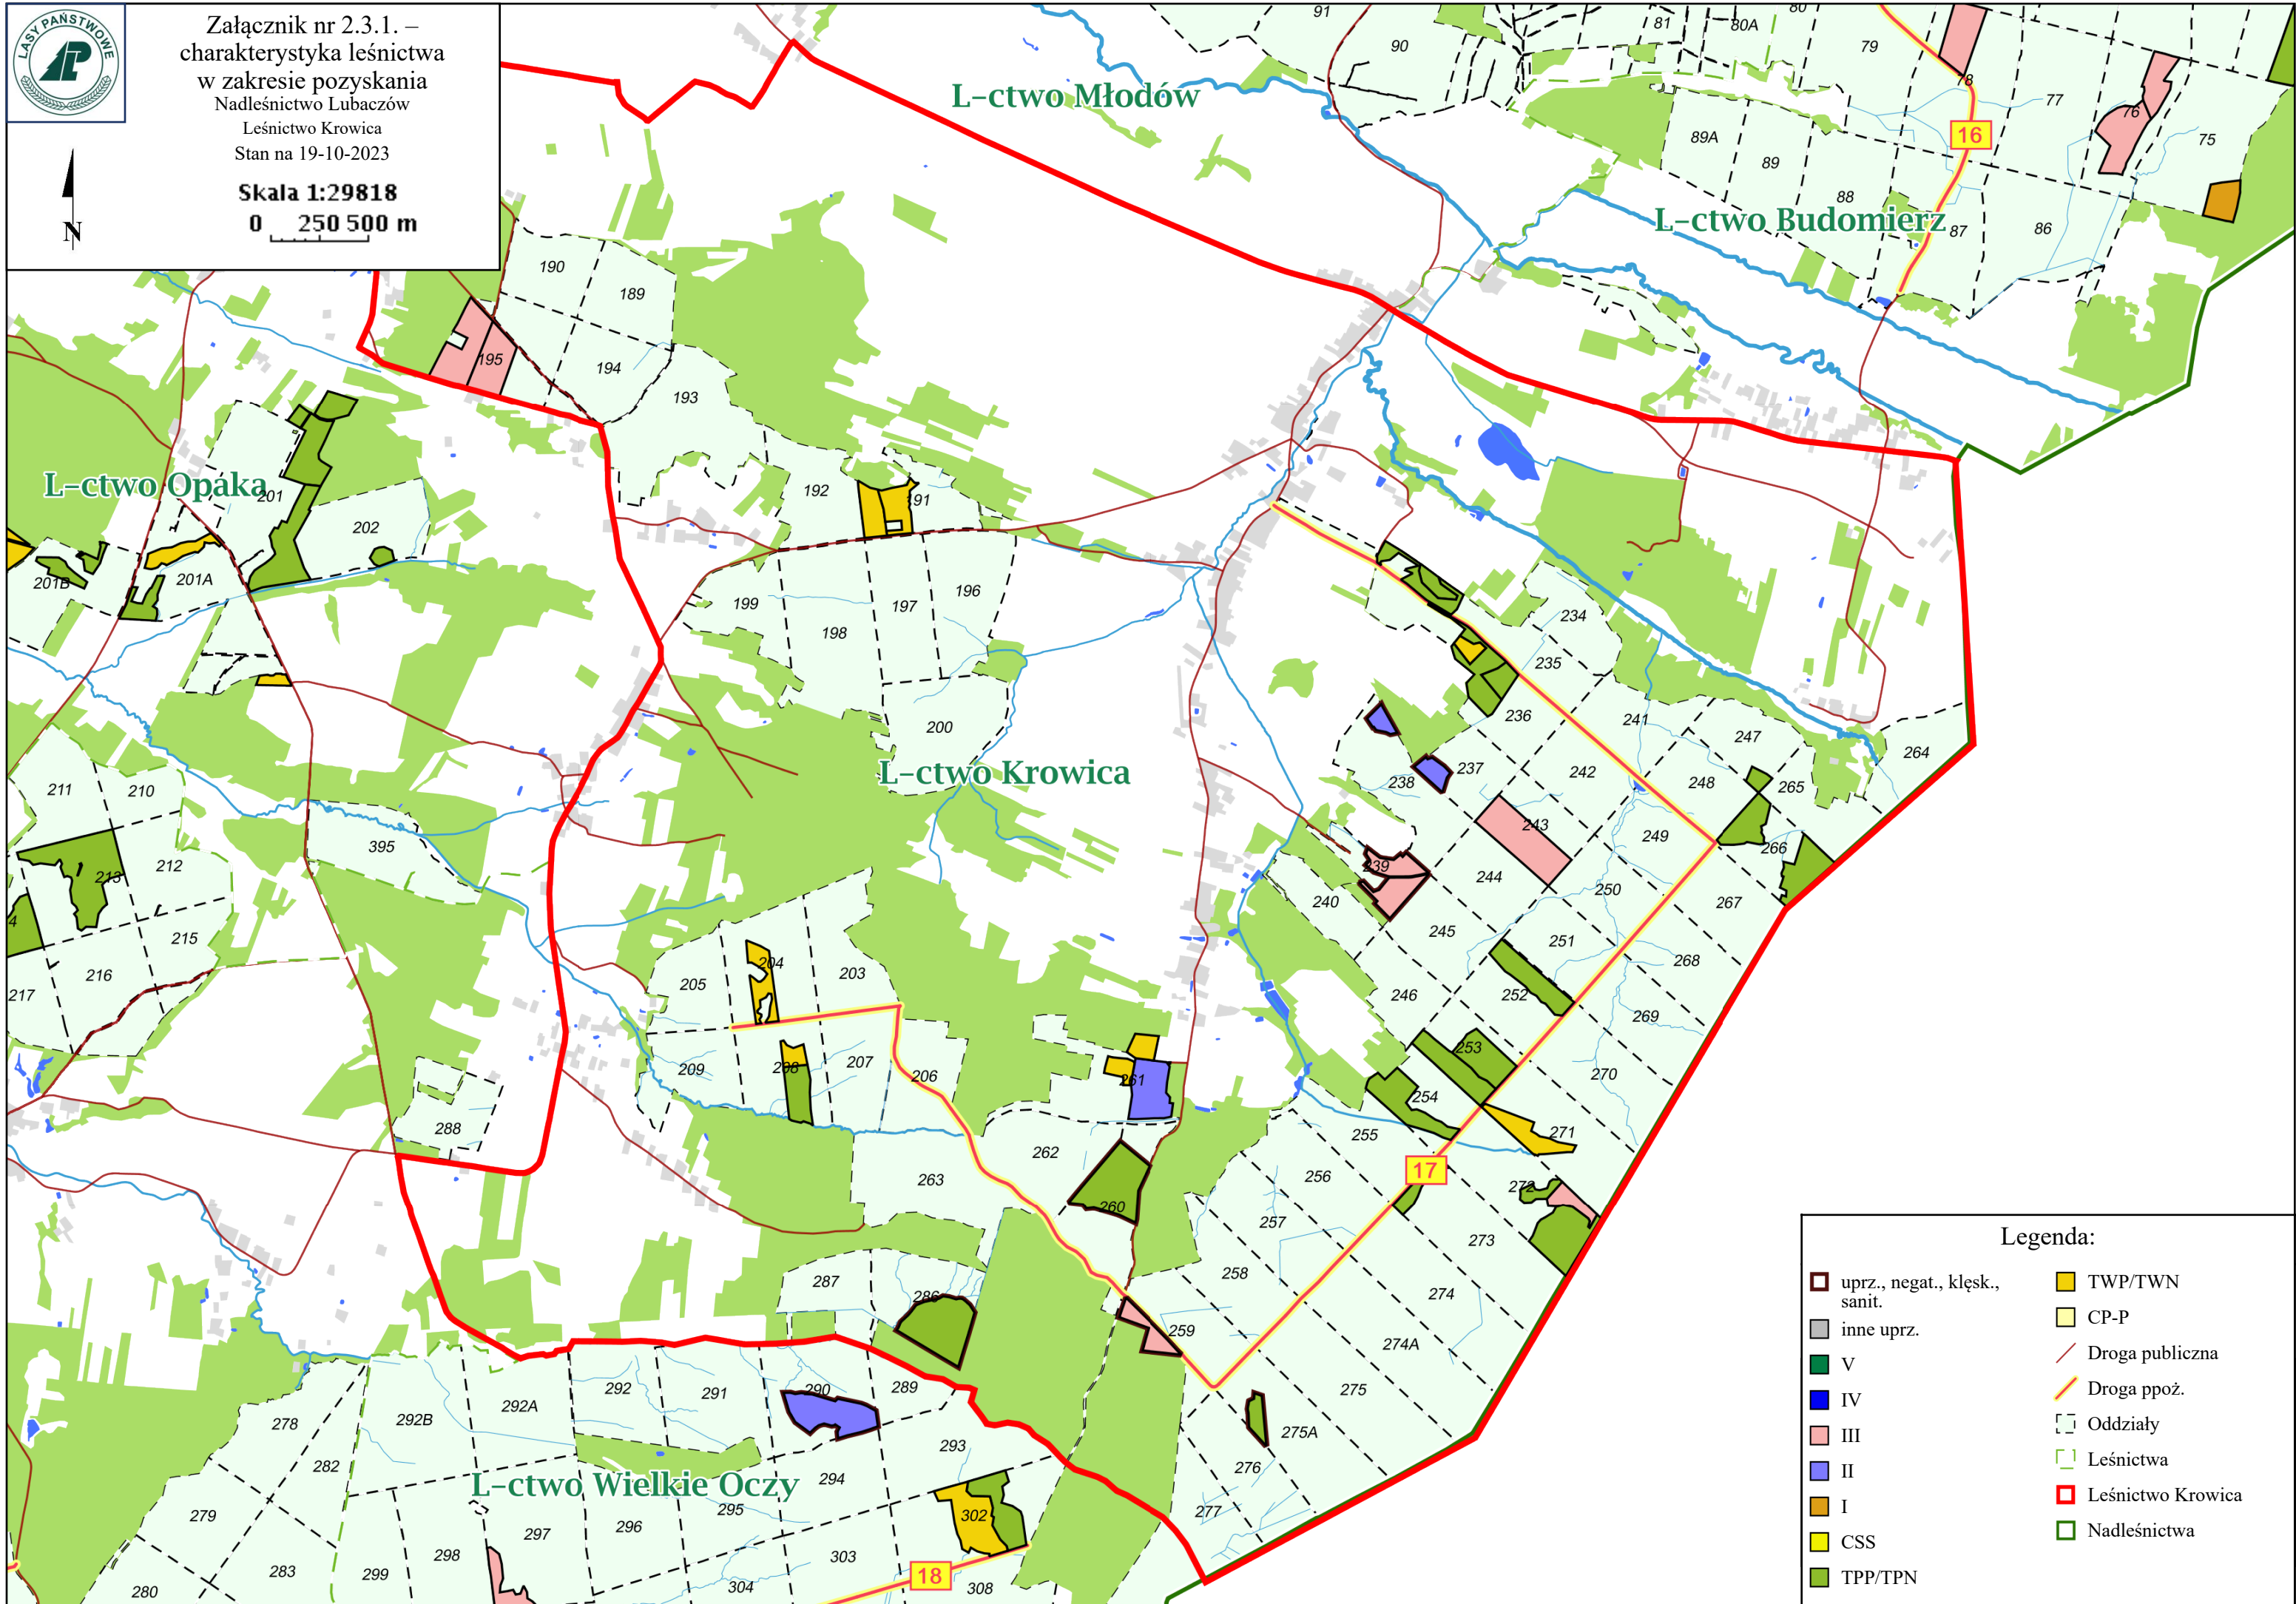 LASY PAŃSTWOWE
Załącznik nr 2.3.1. –
charakterystyka leśnictwa
w zakresie pozyskania
Nadleśnictwo Lubaczów
Leśnictwo Krowica
Stan na 19-10-2023
Skala 1:29818
0 250 500 m
N
91
81
80A
80
90
79
78
77
76
75
L-ctwo Młodów
16
89A
89
88
87
86
L-ctwo Budomierz
190
189
195
194
193
L-ctwo Opaka
201
202
192
191
201B
201A
199
198
197
196
234
235
236
241
247
264
200
L-ctwo Krowica
238
237
242
248
265
211
210
395
243
249
266
212
213
239
244
250
267
4
240
245
251
215
216
217
205
204
203
246
252
268
269
209
208
207
206
261
253
270
254
271
288
262
255
17
263
260
256
272
257
273
287
286
258
274
259
274A
292
291
290
289
275
278
292B
292A
293
275A
282
L-ctwo Wielkie Oczy
294
276
279
295
302
277
297
296
298
303
283
299
304
18
308
280
Legenda:
uprz., negat., klęsk.,
sanit.
inne uprz.
V
IV
III
II
I
CSS
TPP/TPN
TWP/TWN
CP-P
Droga publiczna
Droga ppoż.
Oddziały
Leśnictwa
Leśnictwo Krowica
Nadleśnictwa